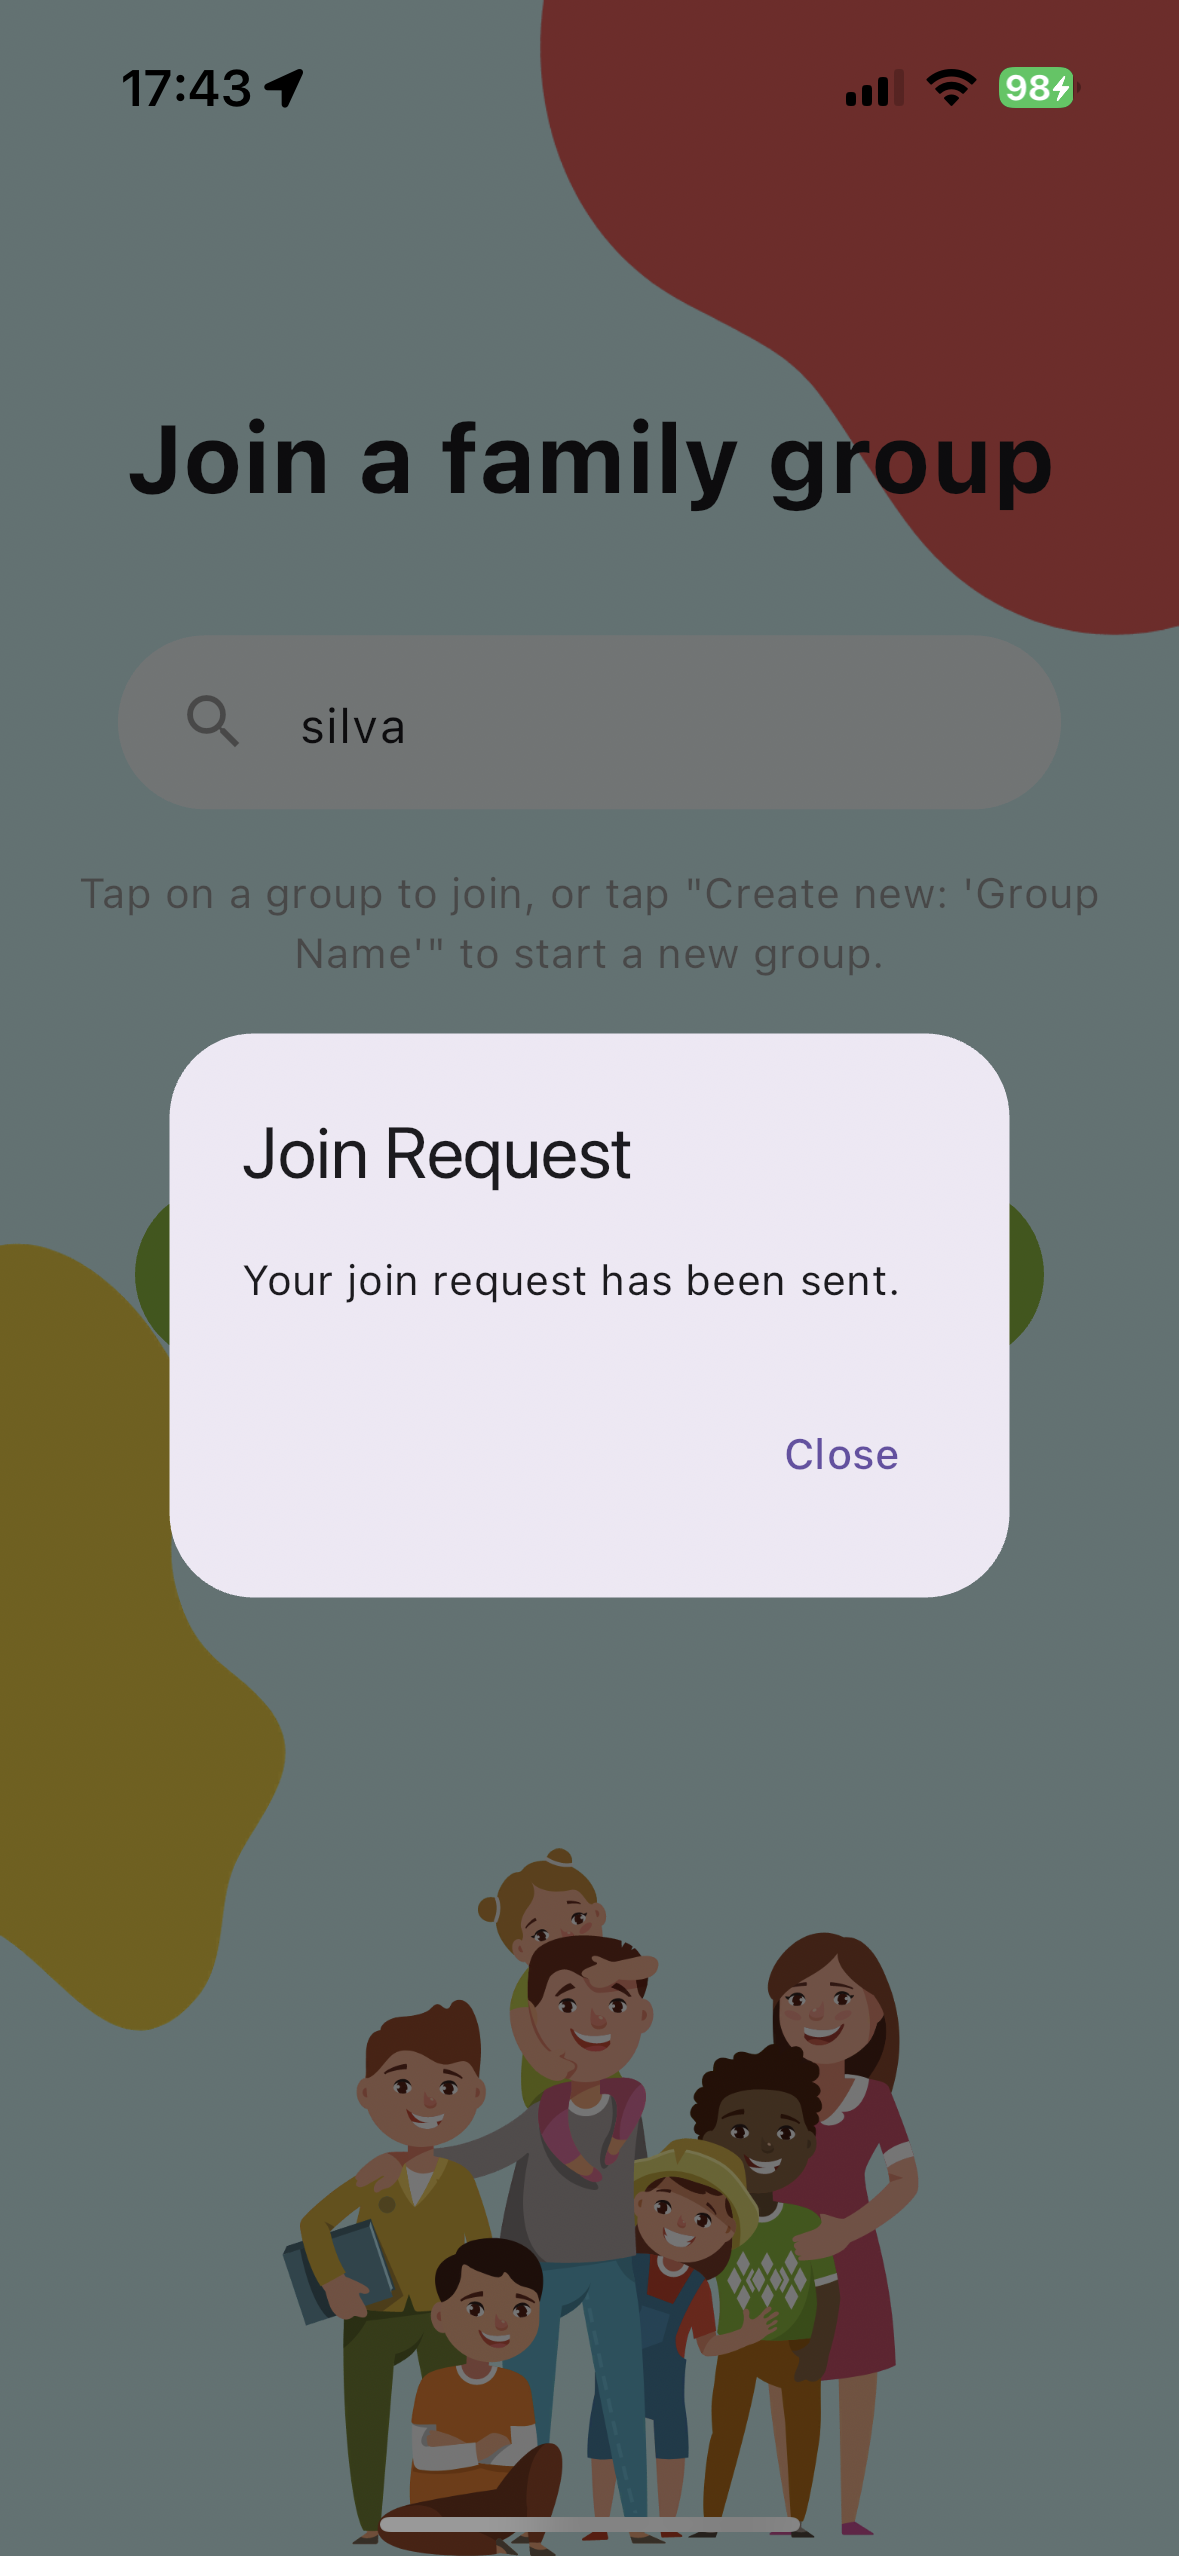 17:43
98
Join a family group
silva
Tap on a group to join, or tap "Create new: 'Group
Name'" to start a new group.
Join Request
Your join request has been sent.
Close